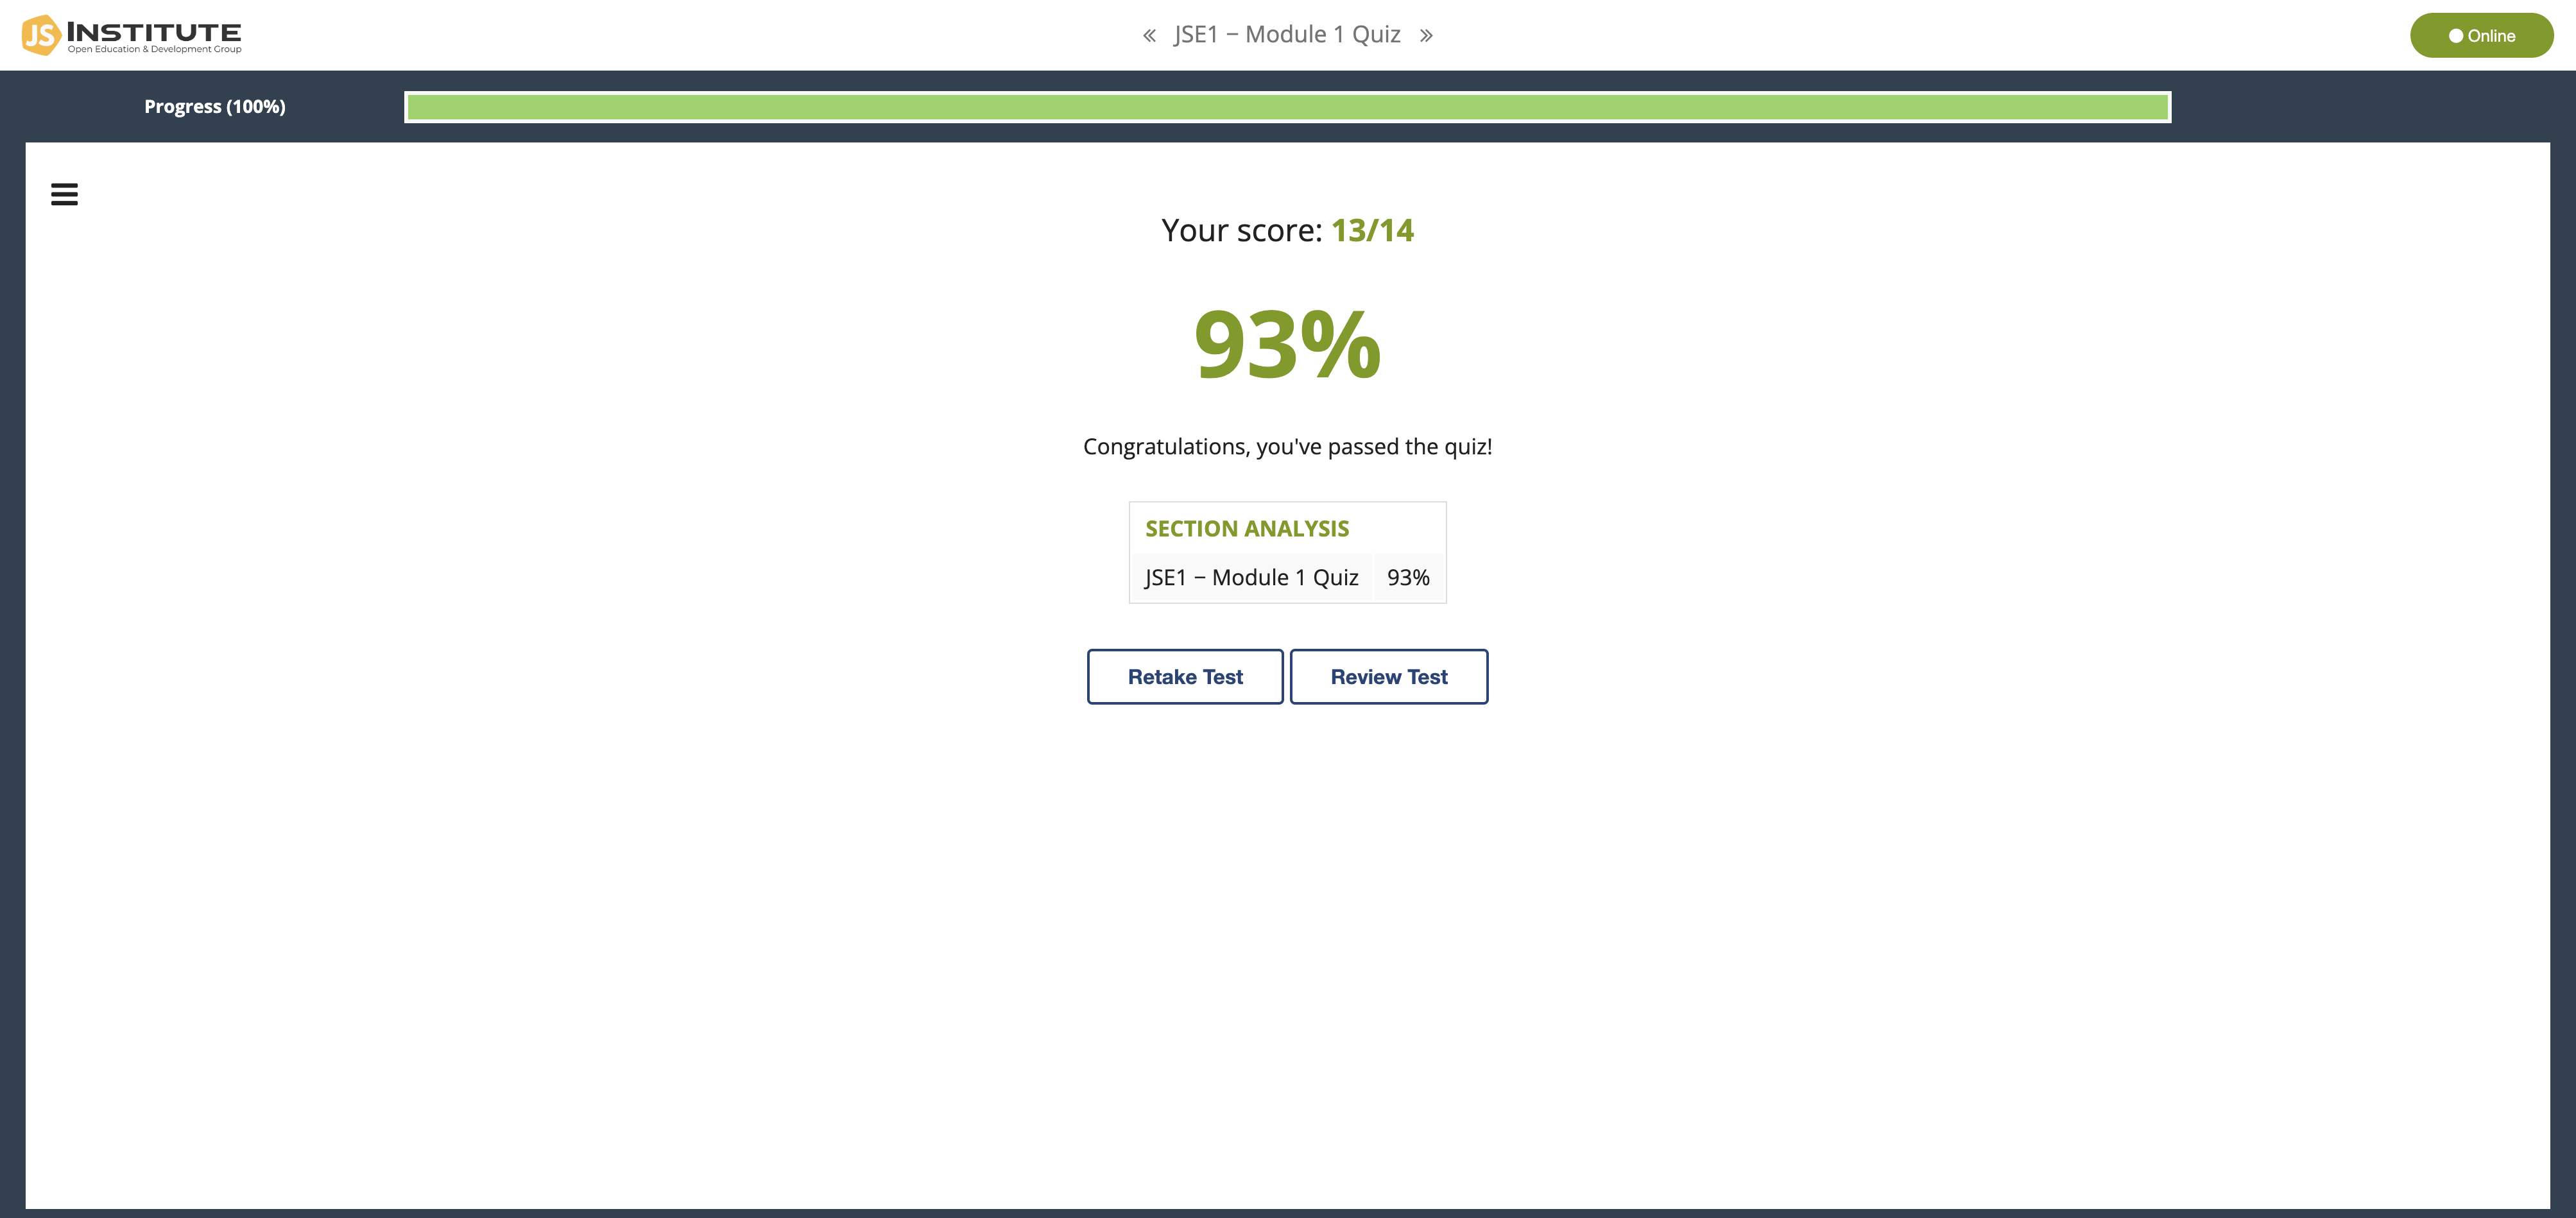 JS INSTITUTE
Open Education & Development Group
« JSE1 – Module 1 Quiz »
Online
Progress (100%)
Your score: 13/14
93%
Congratulations, you've passed the quiz!
SECTION ANALYSIS
JSE1 – Module 1 Quiz 93%
Retake Test Review Test